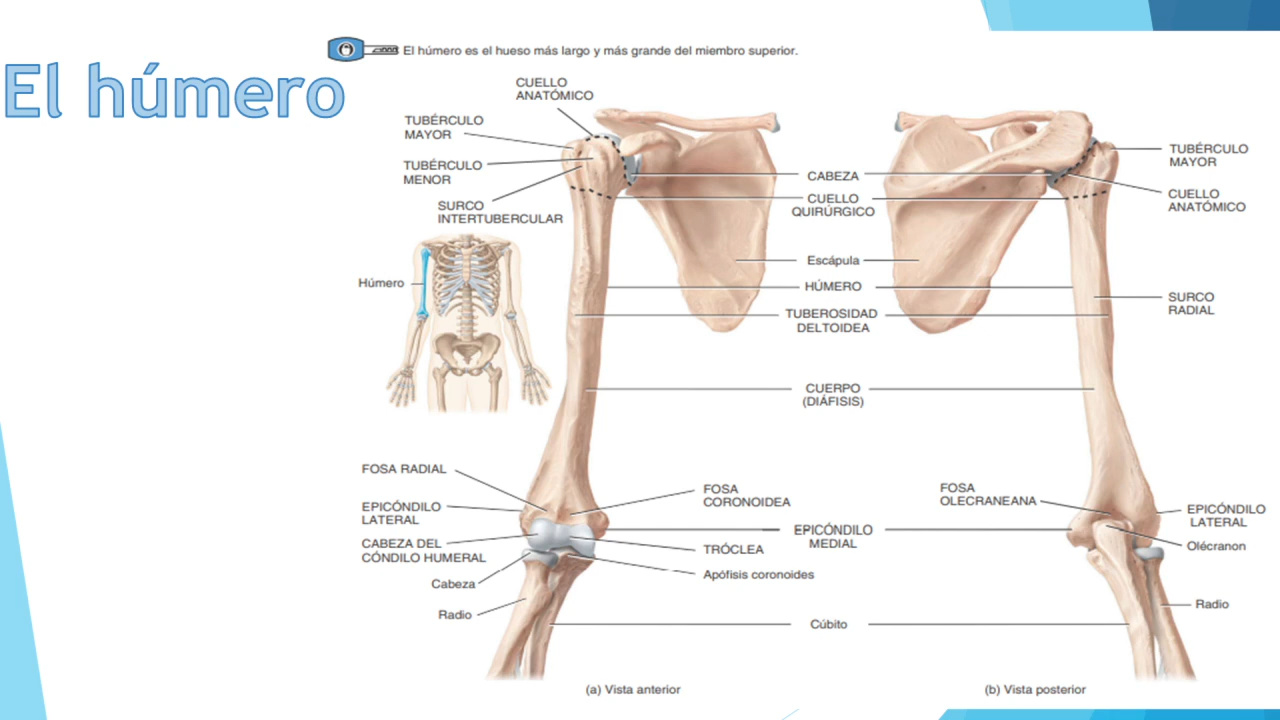 El húmero es el hueso más largo y más grande del miembro superior.
El húmero
CUELLO
ANATÓMICO
TUBÉRCULO
MAYOR
TUBÉRCULO
MENOR
SURCO
INTERTUBERCULAR
Húmero
FOSA RADIAL
EPICÓNDILO
LATERAL
CABEZA DEL
CÓNDILO HUMERAL
Cabeza
Radio
CABEZA
CUELLO
QUIRÚRGICO
Escápula
HÚMERO
TUBEROSIDAD
DELTOIDEA
CUERPO
(DIÁFISIS)
FOSA
CORONOIDEA
EPICÓNDILO
MEDIAL
TRÓCLEA
Apófisis coronoides
Cúbito
TUBÉRCULO
MAYOR
CUELLO
ANATÓMICO
SURCO
RADIAL
FOSA
OLECRANEANA
EPICÓNDILO
LATERAL
Olécranon
Radio
(a) Vista anterior
(b) Vista posterior